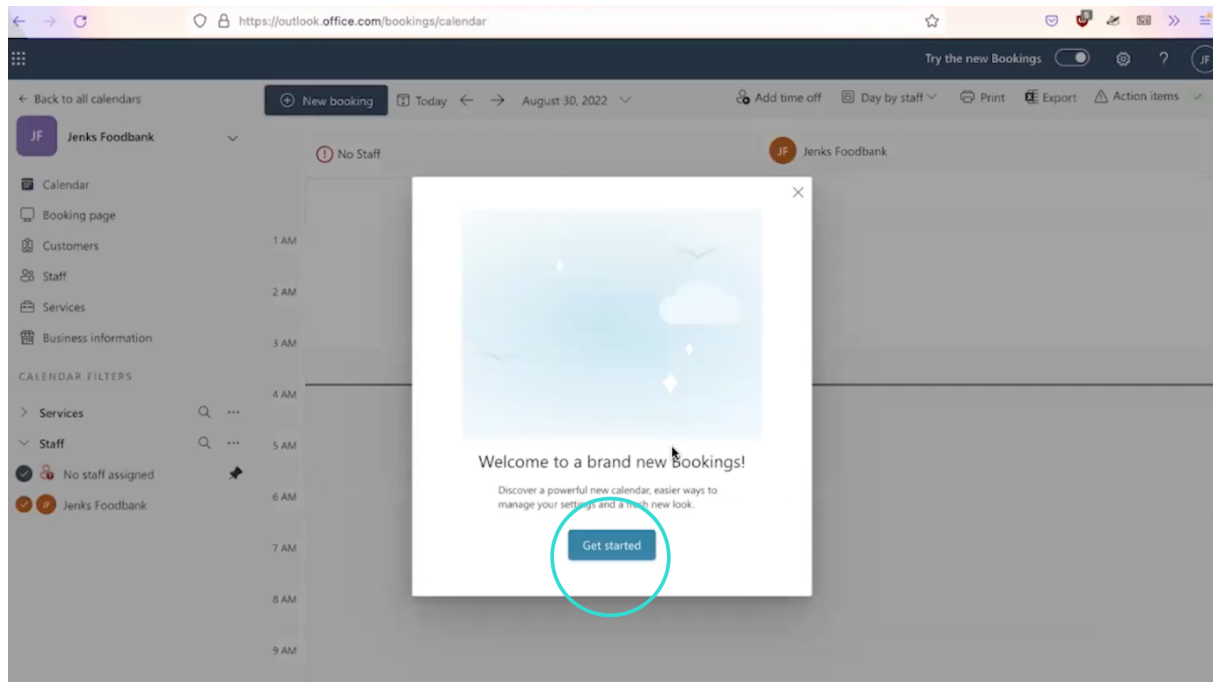 https://outlook.office.com/bookings/calendar
Try the new Bookings
?
JF
Back to all calendars
New booking
Today
August 30, 2022
Add time off
Day by staff
Print
Export
Action items
JF
Jenks Foodbank
No Staff
JF
Jenks Foodbank
Calendar
Booking page
Customers
Staff
Services
Business information
CALENDAR FILTERS
Services
Staff
No staff assigned
JF
Jenks Foodbank
1 AM
2 AM
3 AM
4 AM
5 AM
6 AM
7 AM
8 AM
9 AM
Welcome to a brand new Bookings!
Discover a powerful new calendar, easier ways to
manage your settings and a fresh new look.
Get started